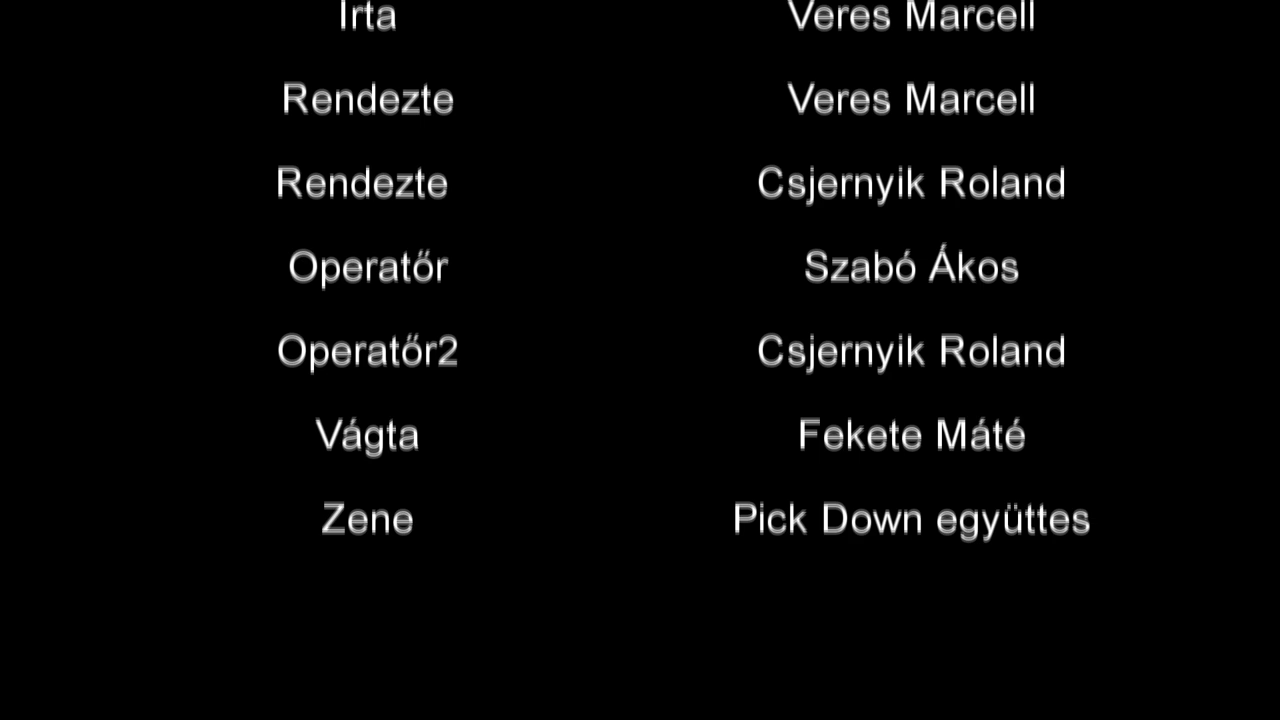 Írta Veres Marcell
Rendezte Veres Marcell
Rendezte Csjernyik Roland
Operatőr Szabó Ákos
Operatőr2 Csjernyik Roland
Vágta Fekete Máté
Zene Pick Down együttes